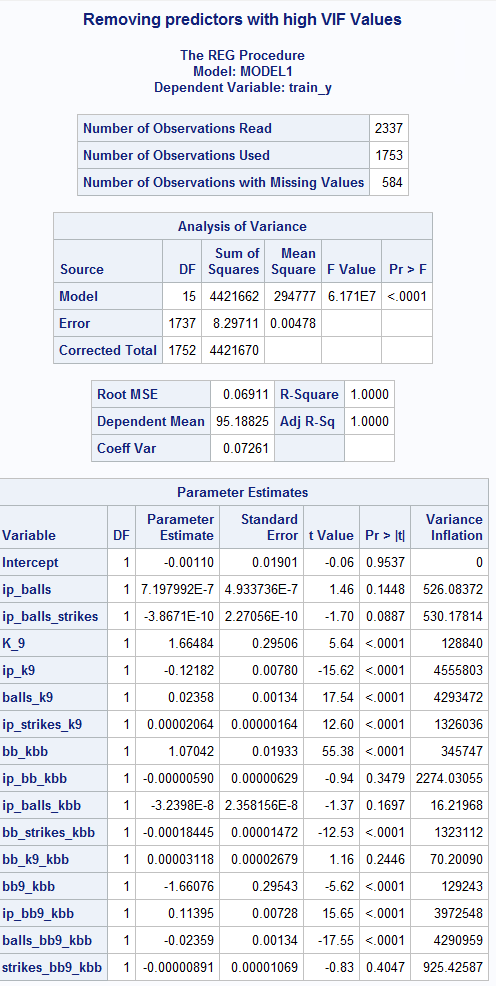 Removing predictors with high VIF Values
The REG Procedure
Model: MODEL1
Dependent Variable: train_y
Number of Observations Read 2337
Number of Observations Used 1753
Number of Observations with Missing Values 584
Analysis of Variance
Source DF Sum of Squares Mean Square F Value Pr > F
Model 15 4421662 294777 6.171E7 <.0001
Error 1737 8.29711 0.00478
Corrected Total 1752 4421670
Root MSE 0.06911 R-Square 1.0000
Dependent Mean 95.18825 Adj R-Sq 1.0000
Coeff Var 0.07261
Parameter Estimates
Variable DF Parameter Estimate Standard Error t Value Pr > |t| Variance Inflation
Intercept 1 -0.00110 0.01901 -0.06 0.9537 0
ip_balls 1 7.197992E-7 4.933736E-7 1.46 0.1448 526.08372
ip_balls_strikes 1 -3.8671E-10 2.27056E-10 -1.70 0.0887 530.17814
K_9 1 1.66484 0.29506 5.64 <.0001 128840
ip_k9 1 -0.12182 0.00780 -15.62 <.0001 4555803
balls_k9 1 0.02358 0.00134 17.54 <.0001 4293472
ip_strikes_k9 1 0.00002064 0.00000164 12.60 <.0001 1326036
bb_kbb 1 1.07042 0.01933 55.38 <.0001 345747
ip_bb_kbb 1 -0.00000590 0.00000629 -0.94 0.3479 2274.03055
ip_balls_kbb 1 -3.2398E-8 2.358156E-8 -1.37 0.1697 16.21968
bb_strikes_kbb 1 -0.00018445 0.00001472 -12.53 <.0001 1323112
bb_k9_kbb 1 0.00003118 0.00002679 1.16 0.2446 70.20090
bb9_kbb 1 -1.66076 0.29543 -5.62 <.0001 129243
ip_bb9_kbb 1 0.11395 0.00728 15.65 <.0001 3972548
balls_bb9_kbb 1 -0.02359 0.00134 -17.55 <.0001 4290959
strikes_bb9_kbb 1 -0.00000891 0.00001069 -0.83 0.4047 925.42587